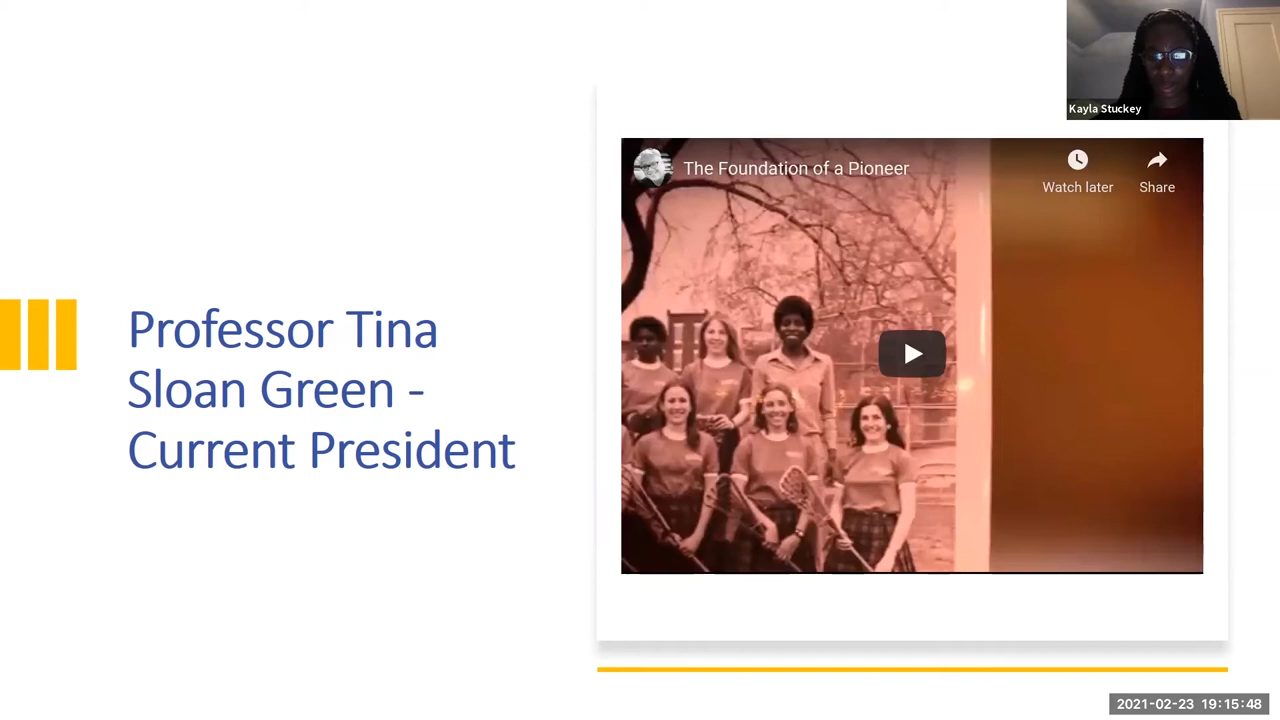 Kayla Stuckey
The Foundation of a Pioneer
Watch later
Share
Professor Tina
Sloan Green -
Current President
2021-02-23 19:15:48